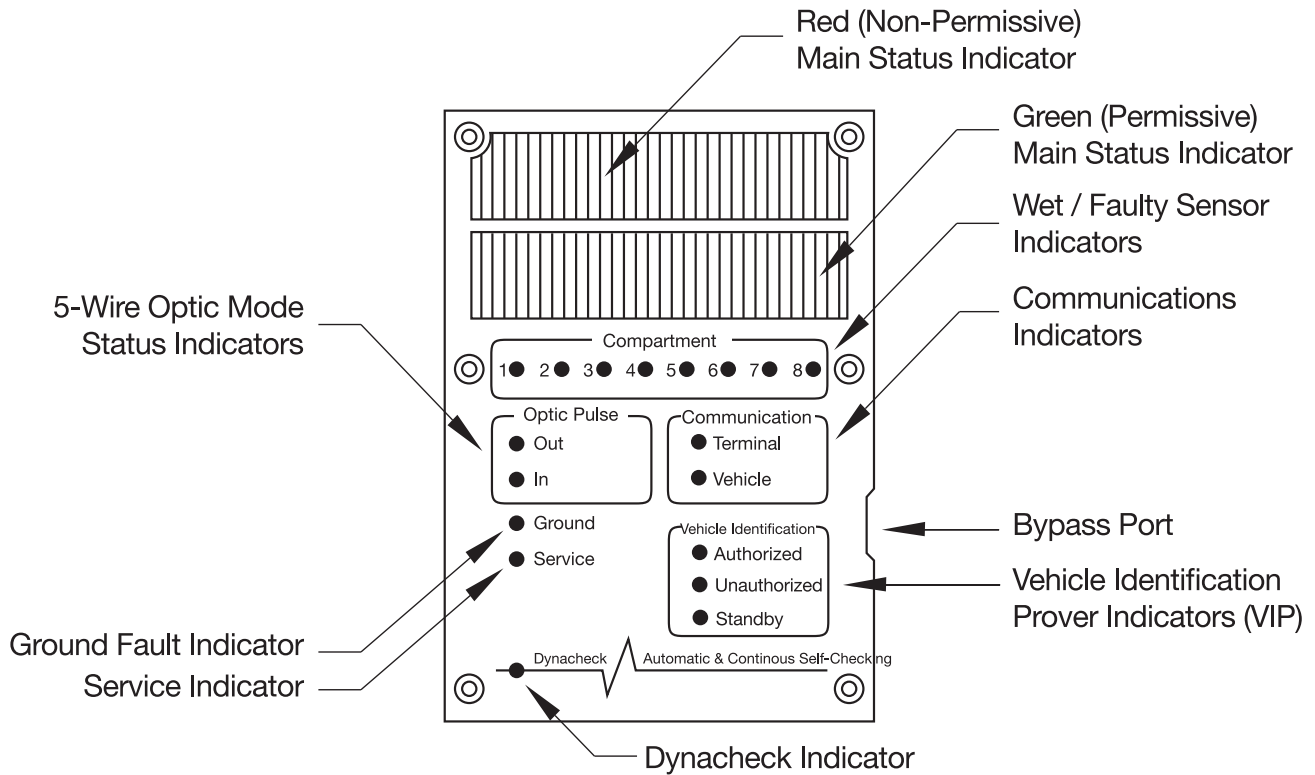 Red (Non-Permissive)
Main Status Indicator
Green (Permissive)
Main Status Indicator
Wet / Faulty Sensor
Indicators
Communications
Indicators
5-Wire Optic Mode
Status Indicators
Compartment
1 2 3 4 5 6 7 8
Optic Pulse
Out
In
Communication
Terminal
Vehicle
Ground
Service
Vehicle Identification
Authorized
Unauthorized
Standby
Bypass Port
Vehicle Identification
Prover Indicators (VIP)
Ground Fault Indicator
Service Indicator
Dynacheck
Automatic & Continous Self-Checking
Dynacheck Indicator